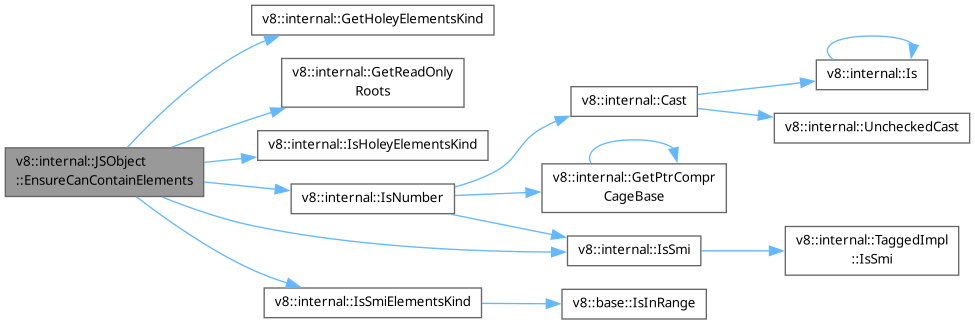 v8::internal::JSObject
::EnsureCanContainElements
v8::internal::GetHoleyElementsKind
v8::internal::GetReadOnly
Roots
v8::internal::IsHoleyElementsKind
v8::internal::IsNumber
v8::internal::IsSmiElementsKind
v8::internal::Cast
v8::internal::GetPtrCompr
CageBase
v8::internal::IsSmi
v8::base::IsInRange
v8::internal::Is
v8::internal::UncheckedCast
v8::internal::TaggedImpl
::IsSmi